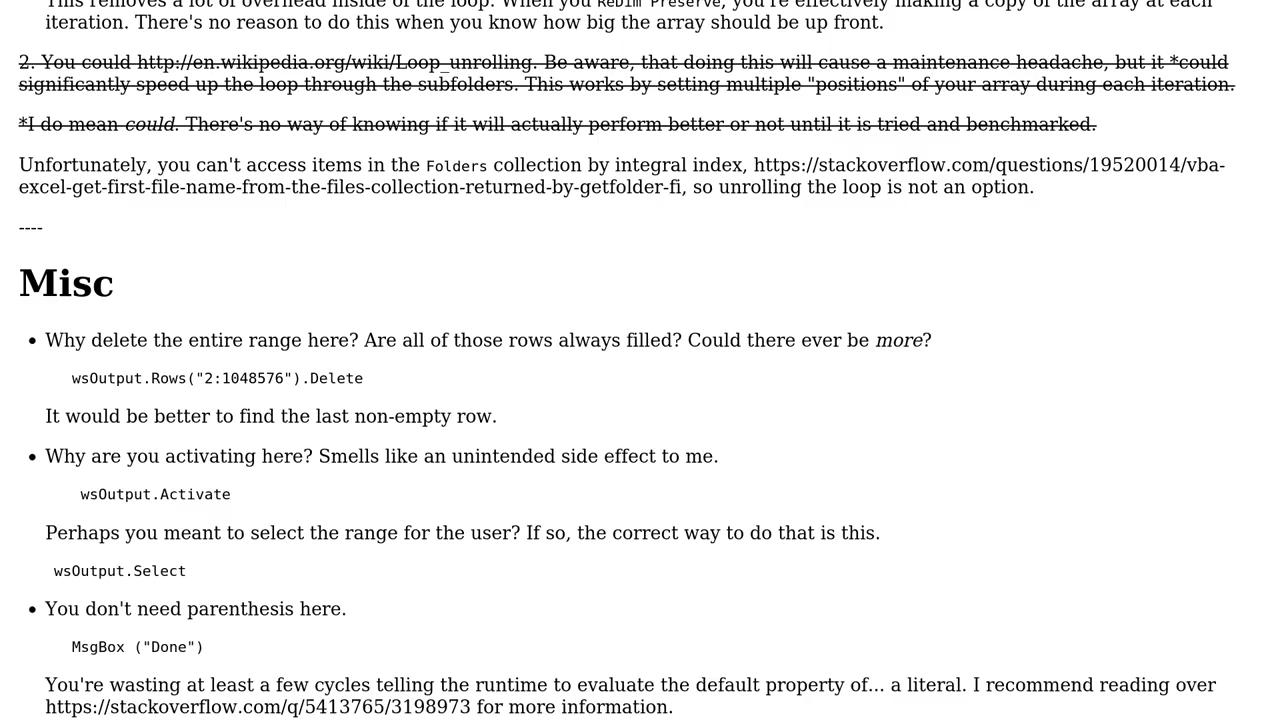 This removes a lot of overhead inside of the loop. When you ReDim Preserve, you're effectively making a copy of the array at each
iteration. There's no reason to do this when you know how big the array should be up front.
2. You could http://en.wikipedia.org/wiki/Loop_unrolling. Be aware, that doing this will cause a maintenance headache, but it *could
significantly speed up the loop through the subfolders. This works by setting multiple "positions" of your array during each iteration.
*I do mean could. There's no way of knowing if it will actually perform better or not until it is tried and benchmarked.
Unfortunately, you can't access items in the Folders collection by integral index, https://stackoverflow.com/questions/19520014/vba-
excel-get-first-file-name-from-the-files-collection-returned-by-getfolder-fi, so unrolling the loop is not an option.
----
Misc
• Why delete the entire range here? Are all of those rows always filled? Could there ever be more?
wsOutput.Rows("2:1048576").Delete
It would be better to find the last non-empty row.
• Why are you activating here? Smells like an unintended side effect to me.
wsOutput.Activate
Perhaps you meant to select the range for the user? If so, the correct way to do that is this.
wsOutput.Select
• You don't need parenthesis here.
MsgBox ("Done")
You're wasting at least a few cycles telling the runtime to evaluate the default property of... a literal. I recommend reading over
https://stackoverflow.com/q/5413765/3198973 for more information.